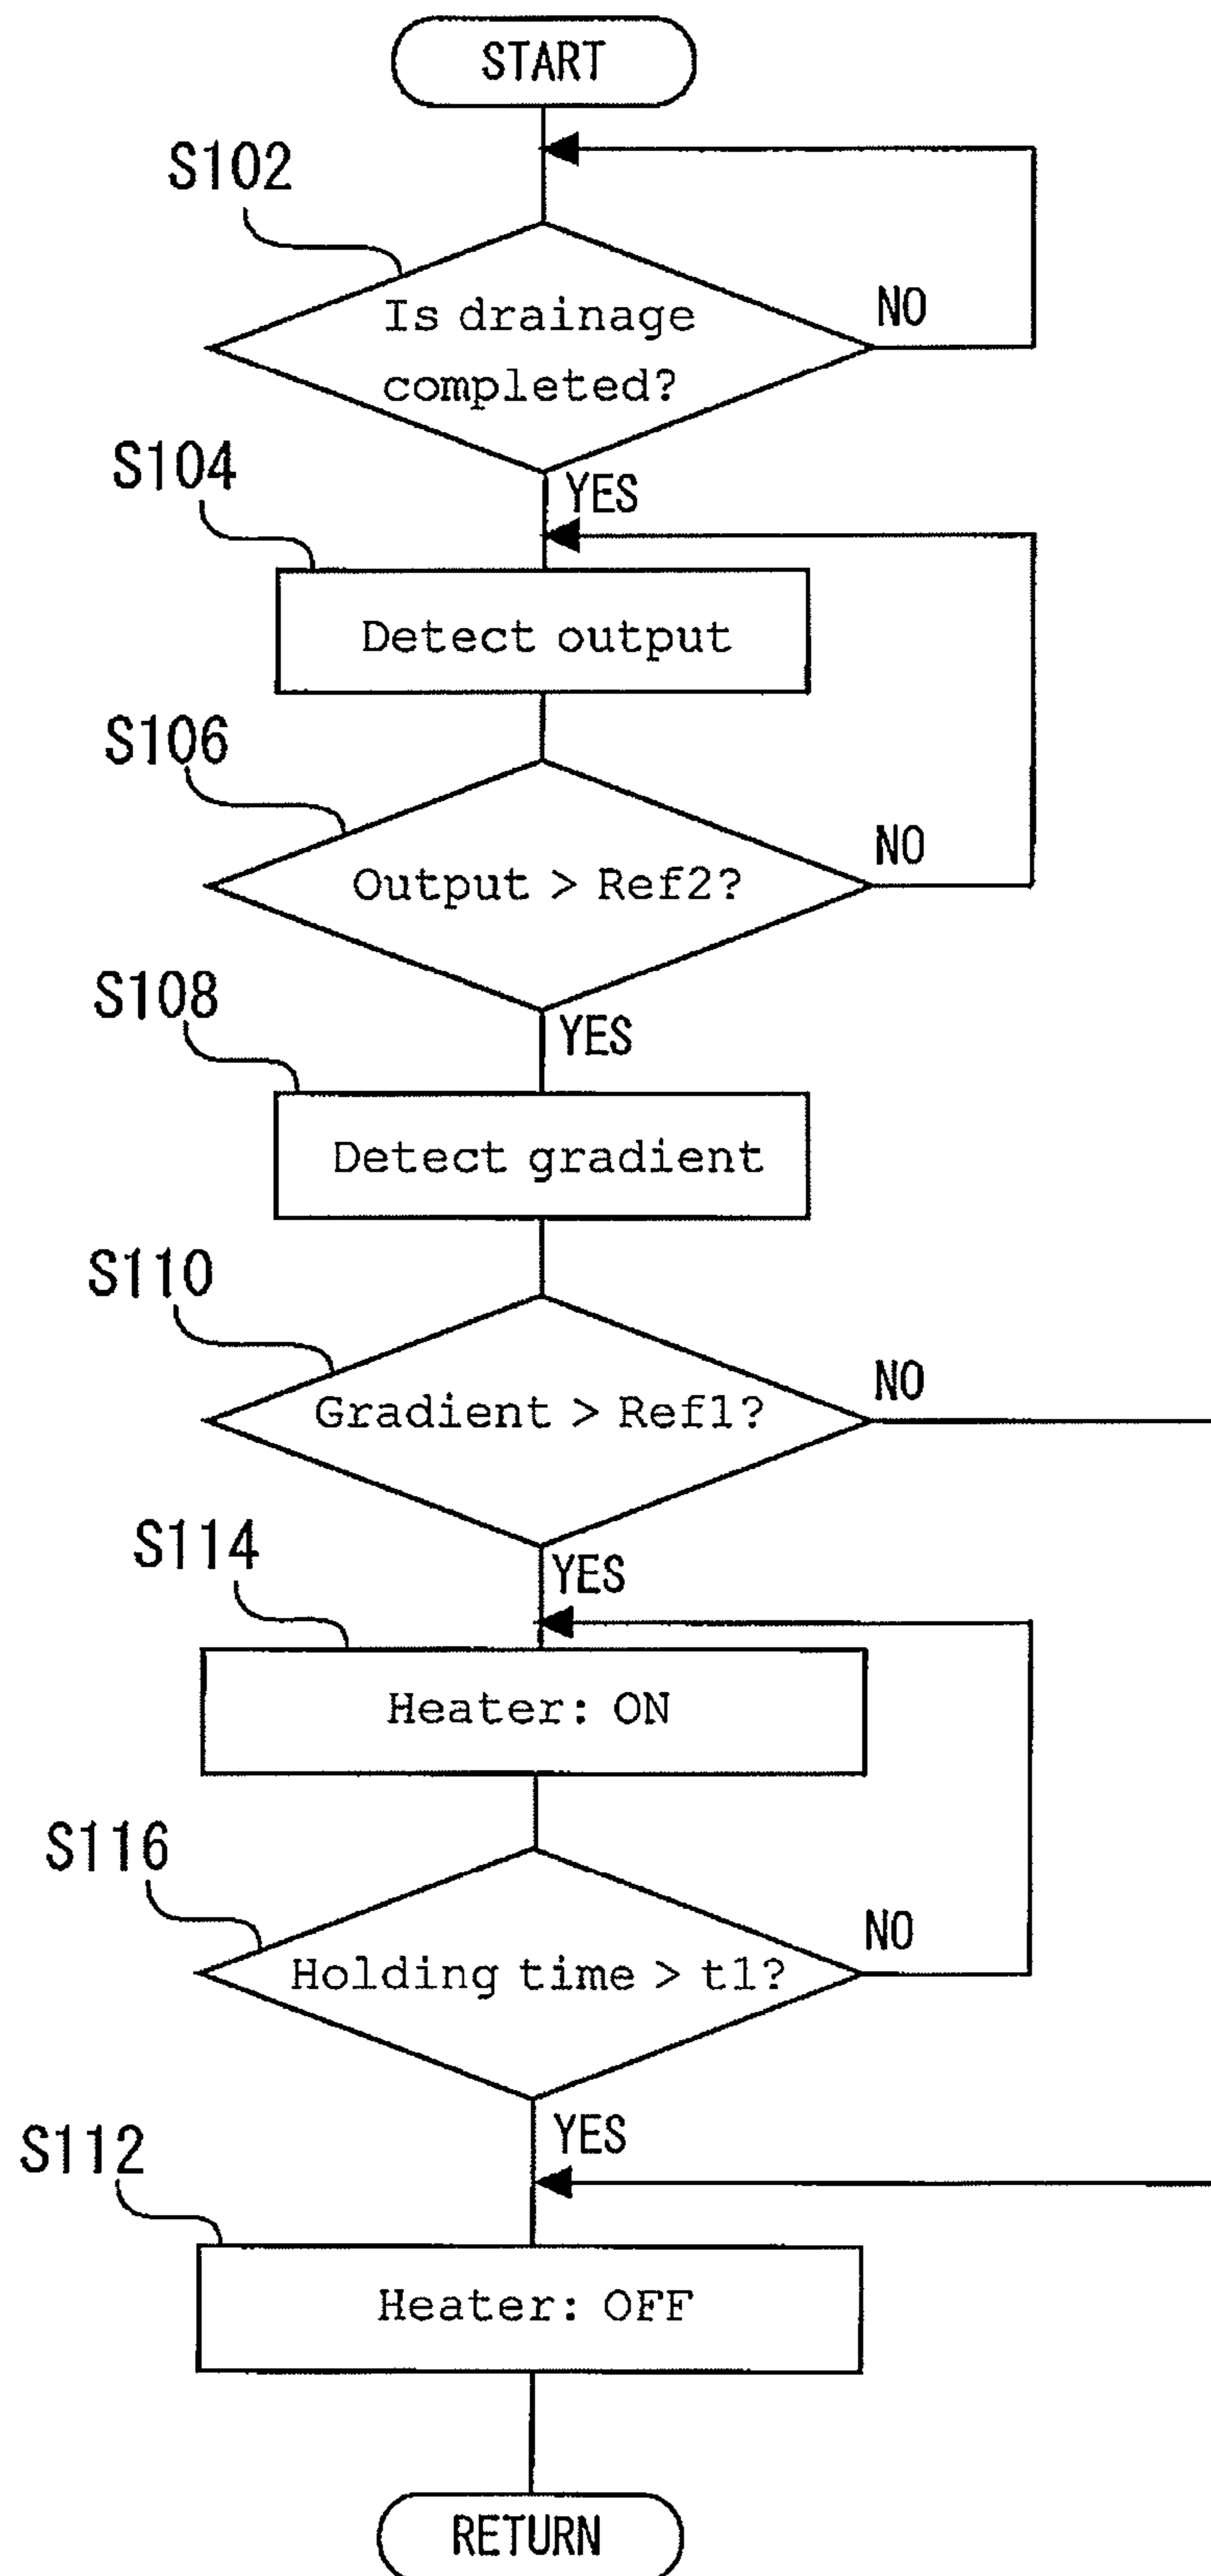 START
S102
Is drainage
completed?
NO
YES
S104
Detect output
S106
Output > Ref2?
NO
YES
S108
Detect gradient
S110
Gradient > Ref1?
NO
YES
S114
Heater: ON
S116
Holding time > t1?
NO
YES
S112
Heater: OFF
RETURN